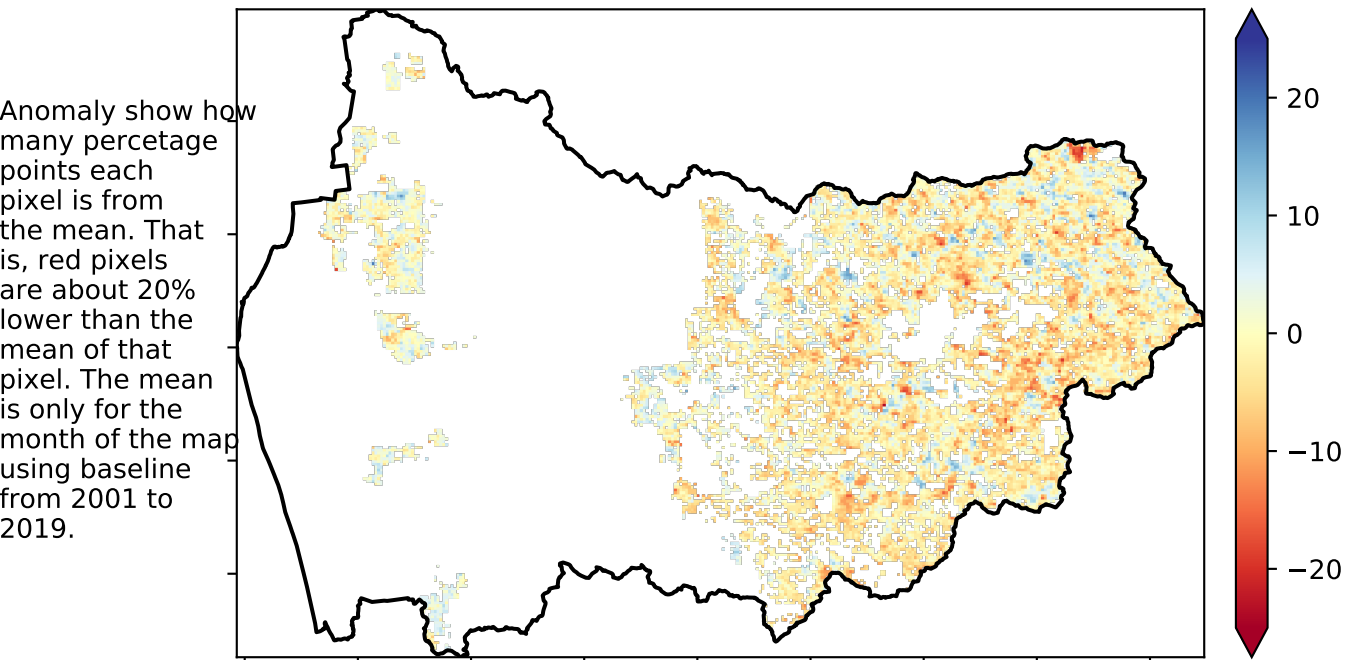 Anomaly show how
many percetage
points each
pixel is from
the mean. That
is, red pixels
are about 20%
lower than the
mean of that
pixel. The mean
is only for the
month of the map
using baseline
from 2001 to
2019.
20
10
0
−10
−20